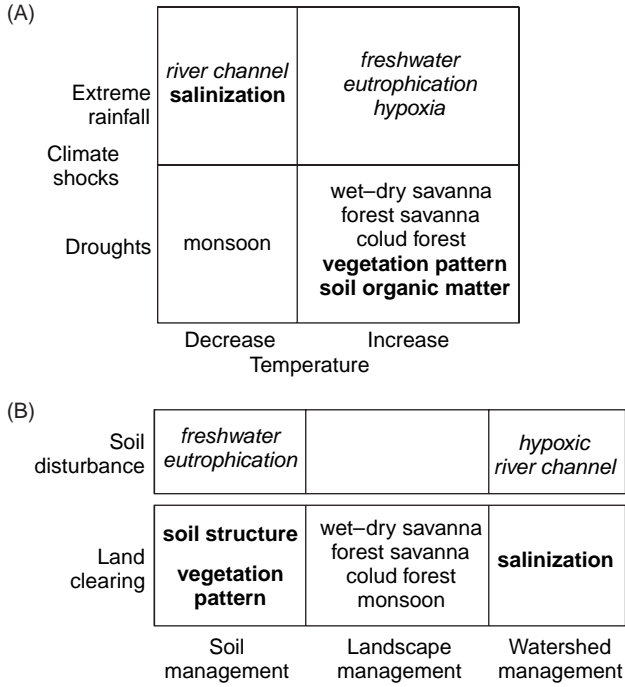 (A)
Extreme
rainfall
Climate
shocks
Droughts
river channel
salinization
freshwater
eutrophication
hypoxia
monsoon
wet–dry savanna
forest savanna
colud forest
vegetation pattern
soil organic matter
Decrease
Increase
Temperature
(B)
Soil
disturbance
freshwater
eutrophication
hypoxic
river channel
Land
clearing
soil structure
vegetation
pattern
wet–dry savanna
forest savanna
colud forest
monsoon
salinization
Soil
management
Landscape
management
Watershed
management